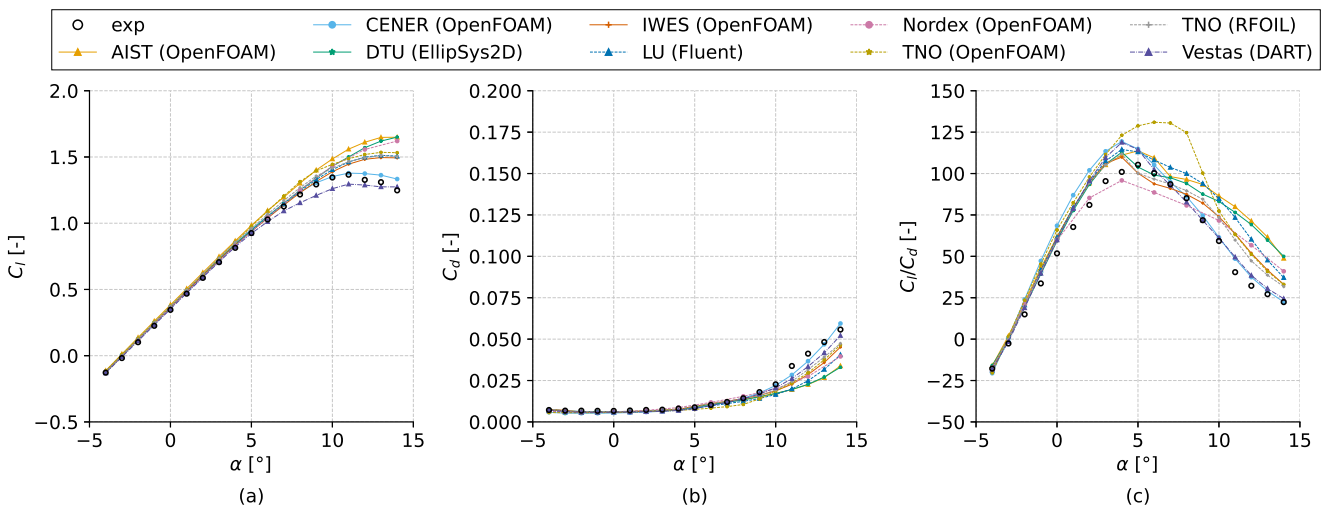 exp CENER (OpenFOAM) IWES (OpenFOAM) Nordex (OpenFOAM) TNO (RFOIL)
AIST (OpenFOAM) DTU (EllipSys2D) LU (Fluent) TNO (OpenFOAM) Vestas (DART)
2.0
1.5
1.0
0.5
0.0
−0.5
C_l [-]
−5 0 5 10 15
α [°]
(a)
0.200
0.175
0.150
0.125
0.100
0.075
0.050
0.025
0.000
C_d [-]
−5 0 5 10 15
α [°]
(b)
150
125
100
75
50
25
0
−25
−50
C_l/C_d [-]
−5 0 5 10 15
α [°]
(c)